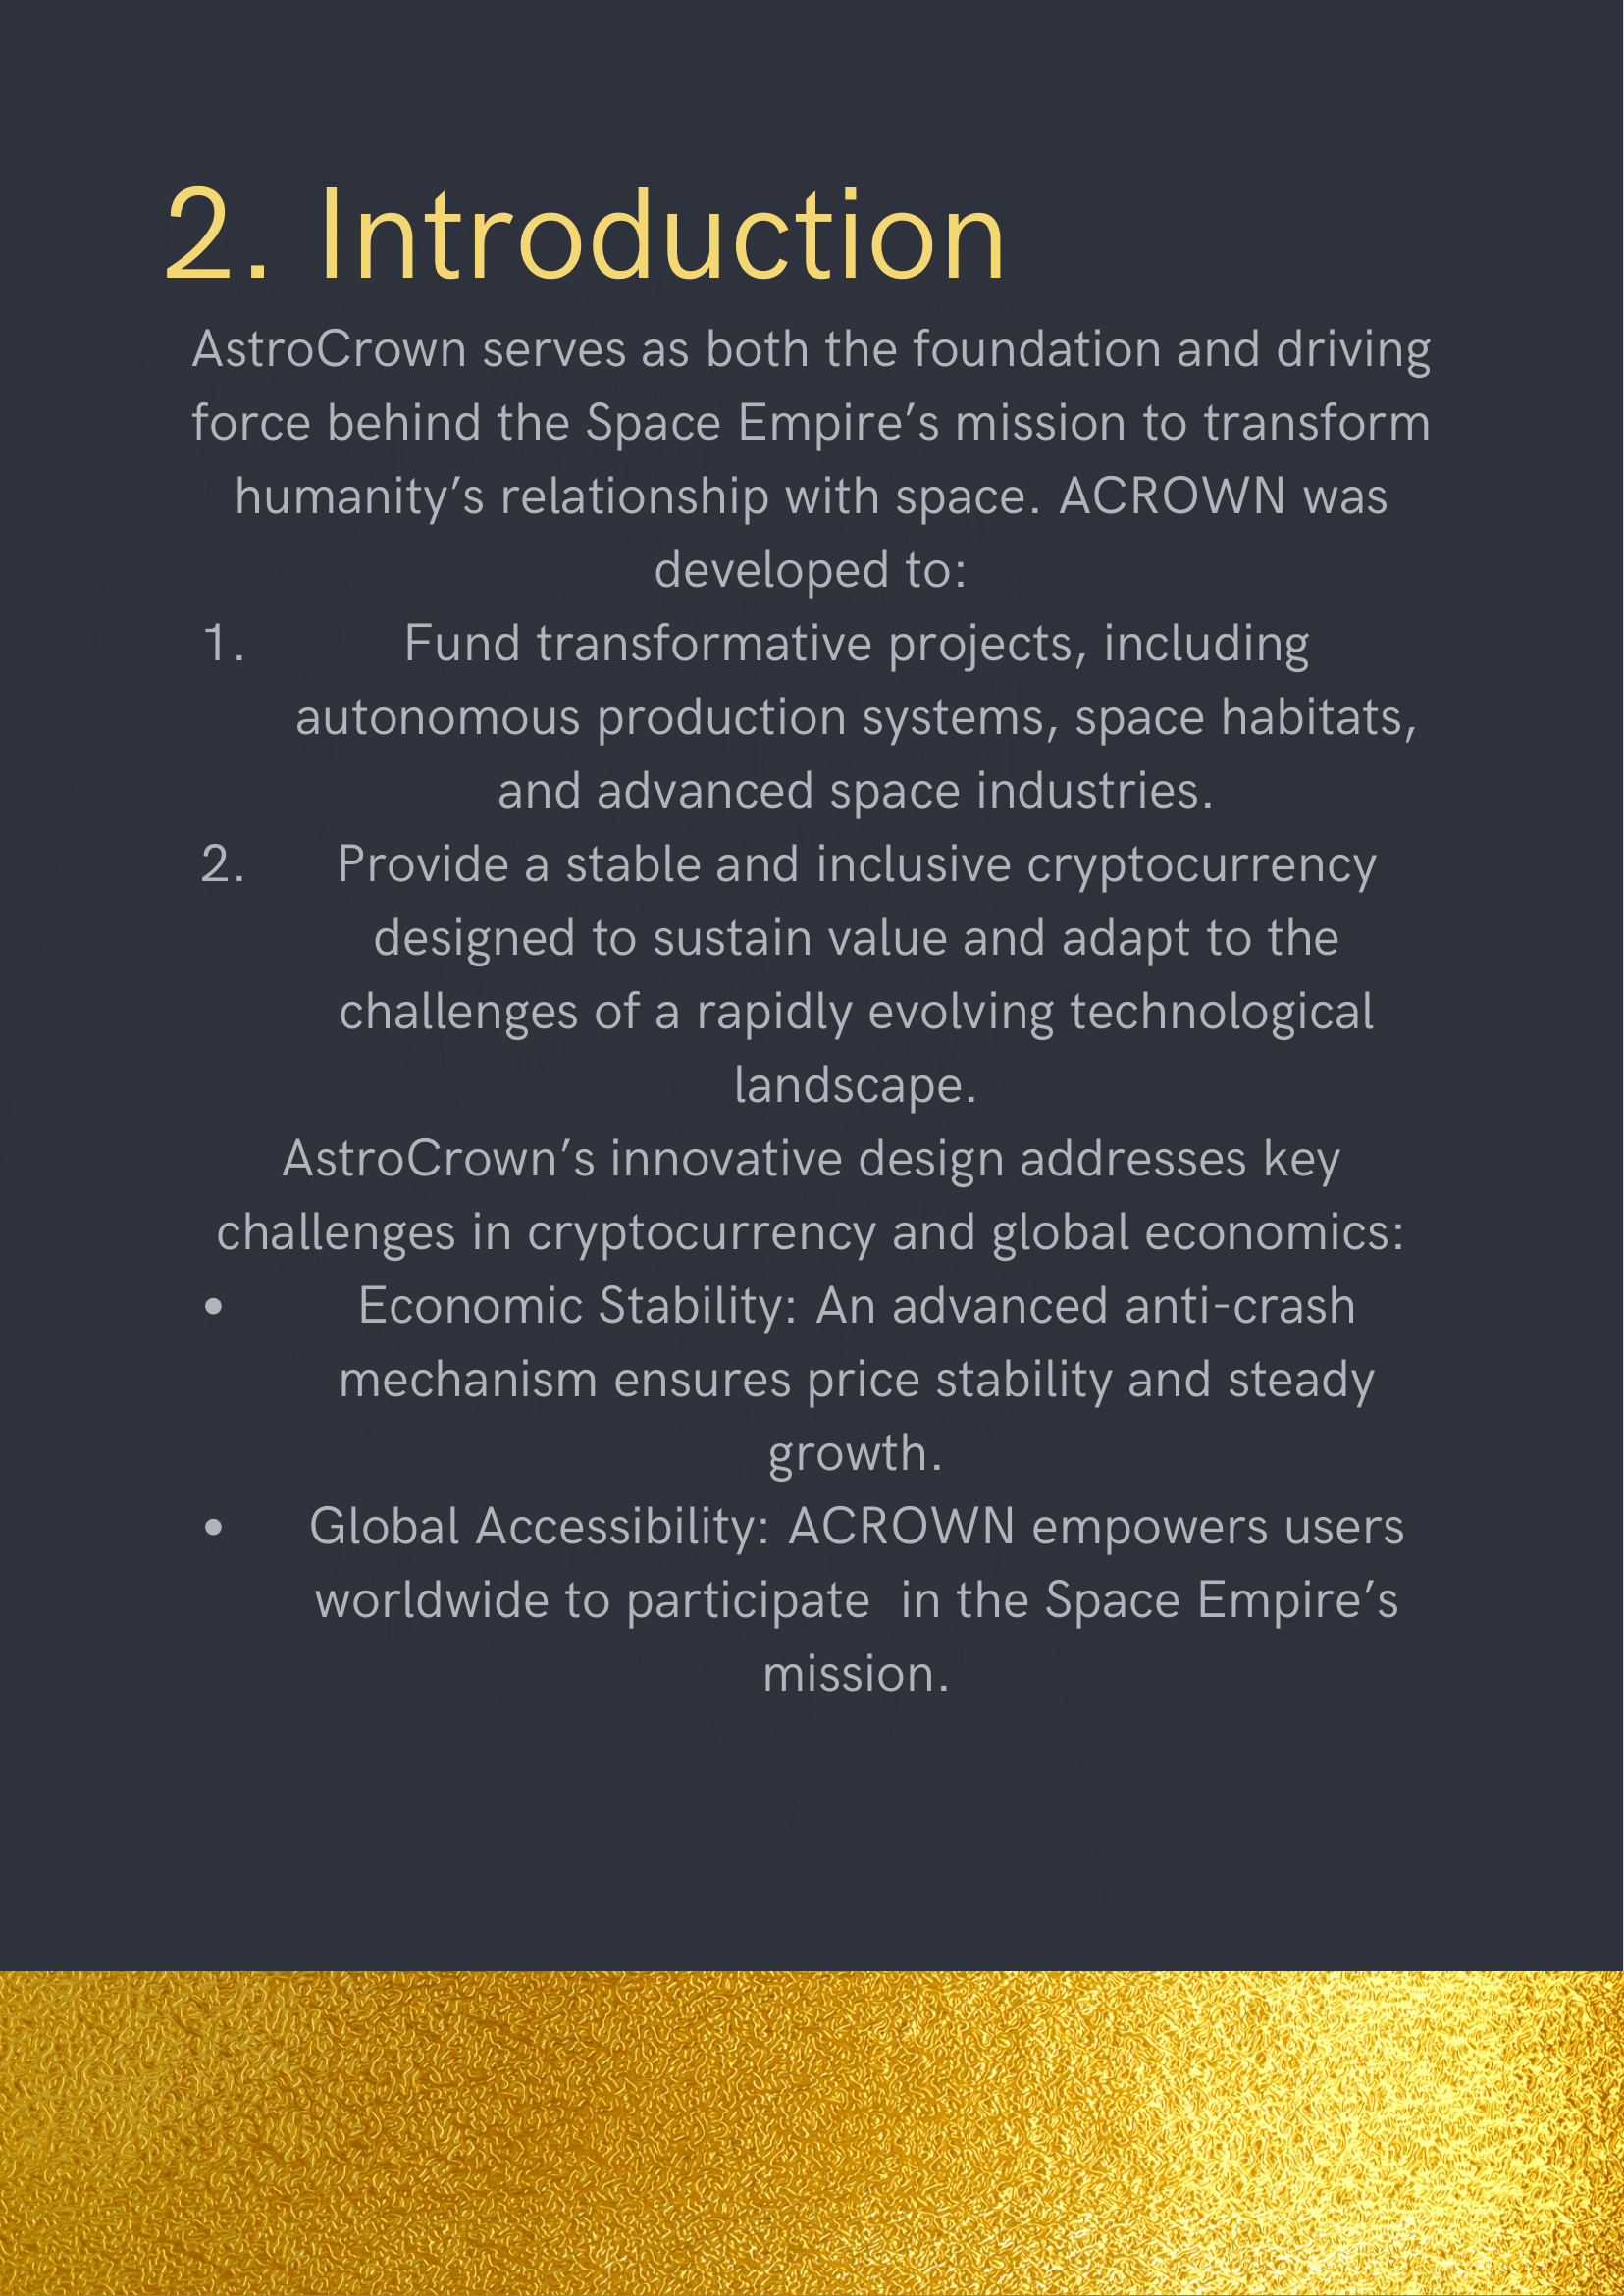 2. Introduction
AstroCrown serves as both the foundation and driving
force behind the Space Empire’s mission to transform
humanity’s relationship with space. ACROWN was
developed to:
1. Fund transformative projects, including
autonomous production systems, space habitats,
and advanced space industries.
2. Provide a stable and inclusive cryptocurrency
designed to sustain value and adapt to the
challenges of a rapidly evolving technological
landscape.
AstroCrown’s innovative design addresses key
challenges in cryptocurrency and global economics:
• Economic Stability: An advanced anti-crash
mechanism ensures price stability and steady
growth.
• Global Accessibility: ACROWN empowers users
worldwide to participate  in the Space Empire’s
mission.